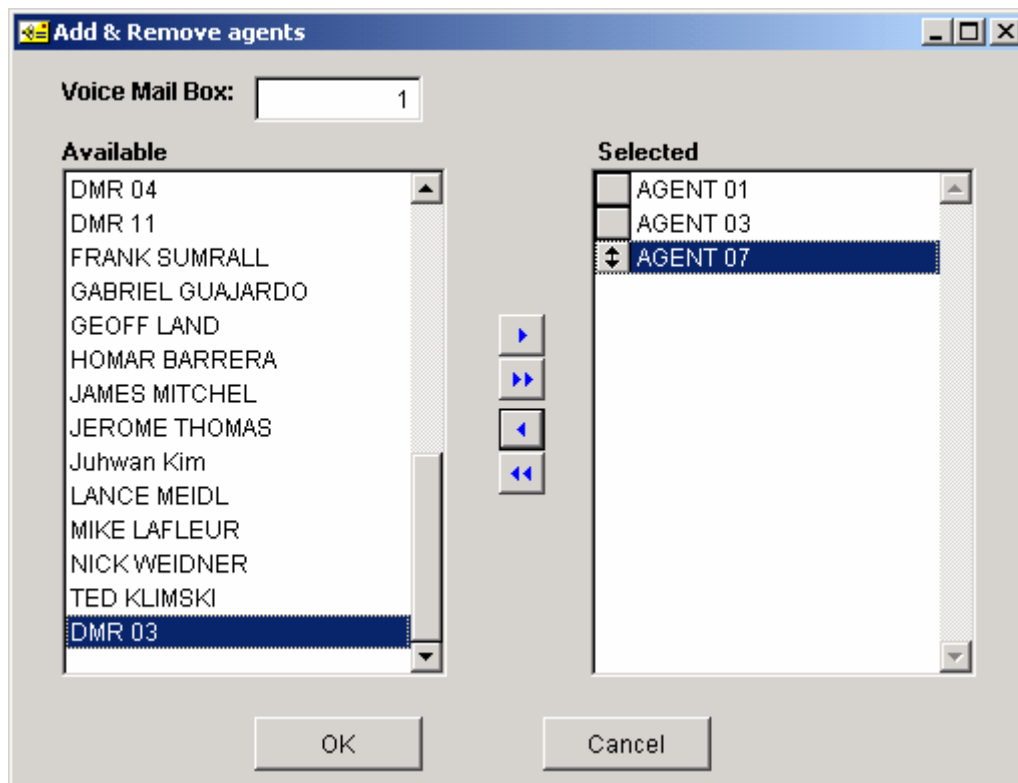 Add & Remove agents
Voice Mail Box: 1
Available
DMR 04
DMR 11
FRANK SUMRALL
GABRIEL GUAJARDO
GEOFF LAND
HOMAR BARRERA
JAMES MITCHEL
JEROME THOMAS
Juhwan Kim
LANCE MEIDL
MIKE LAFLEUR
NICK WEIDNER
TED KLIMSKI
DMR 03
Selected
AGENT 01
AGENT 03
AGENT 07
OK
Cancel